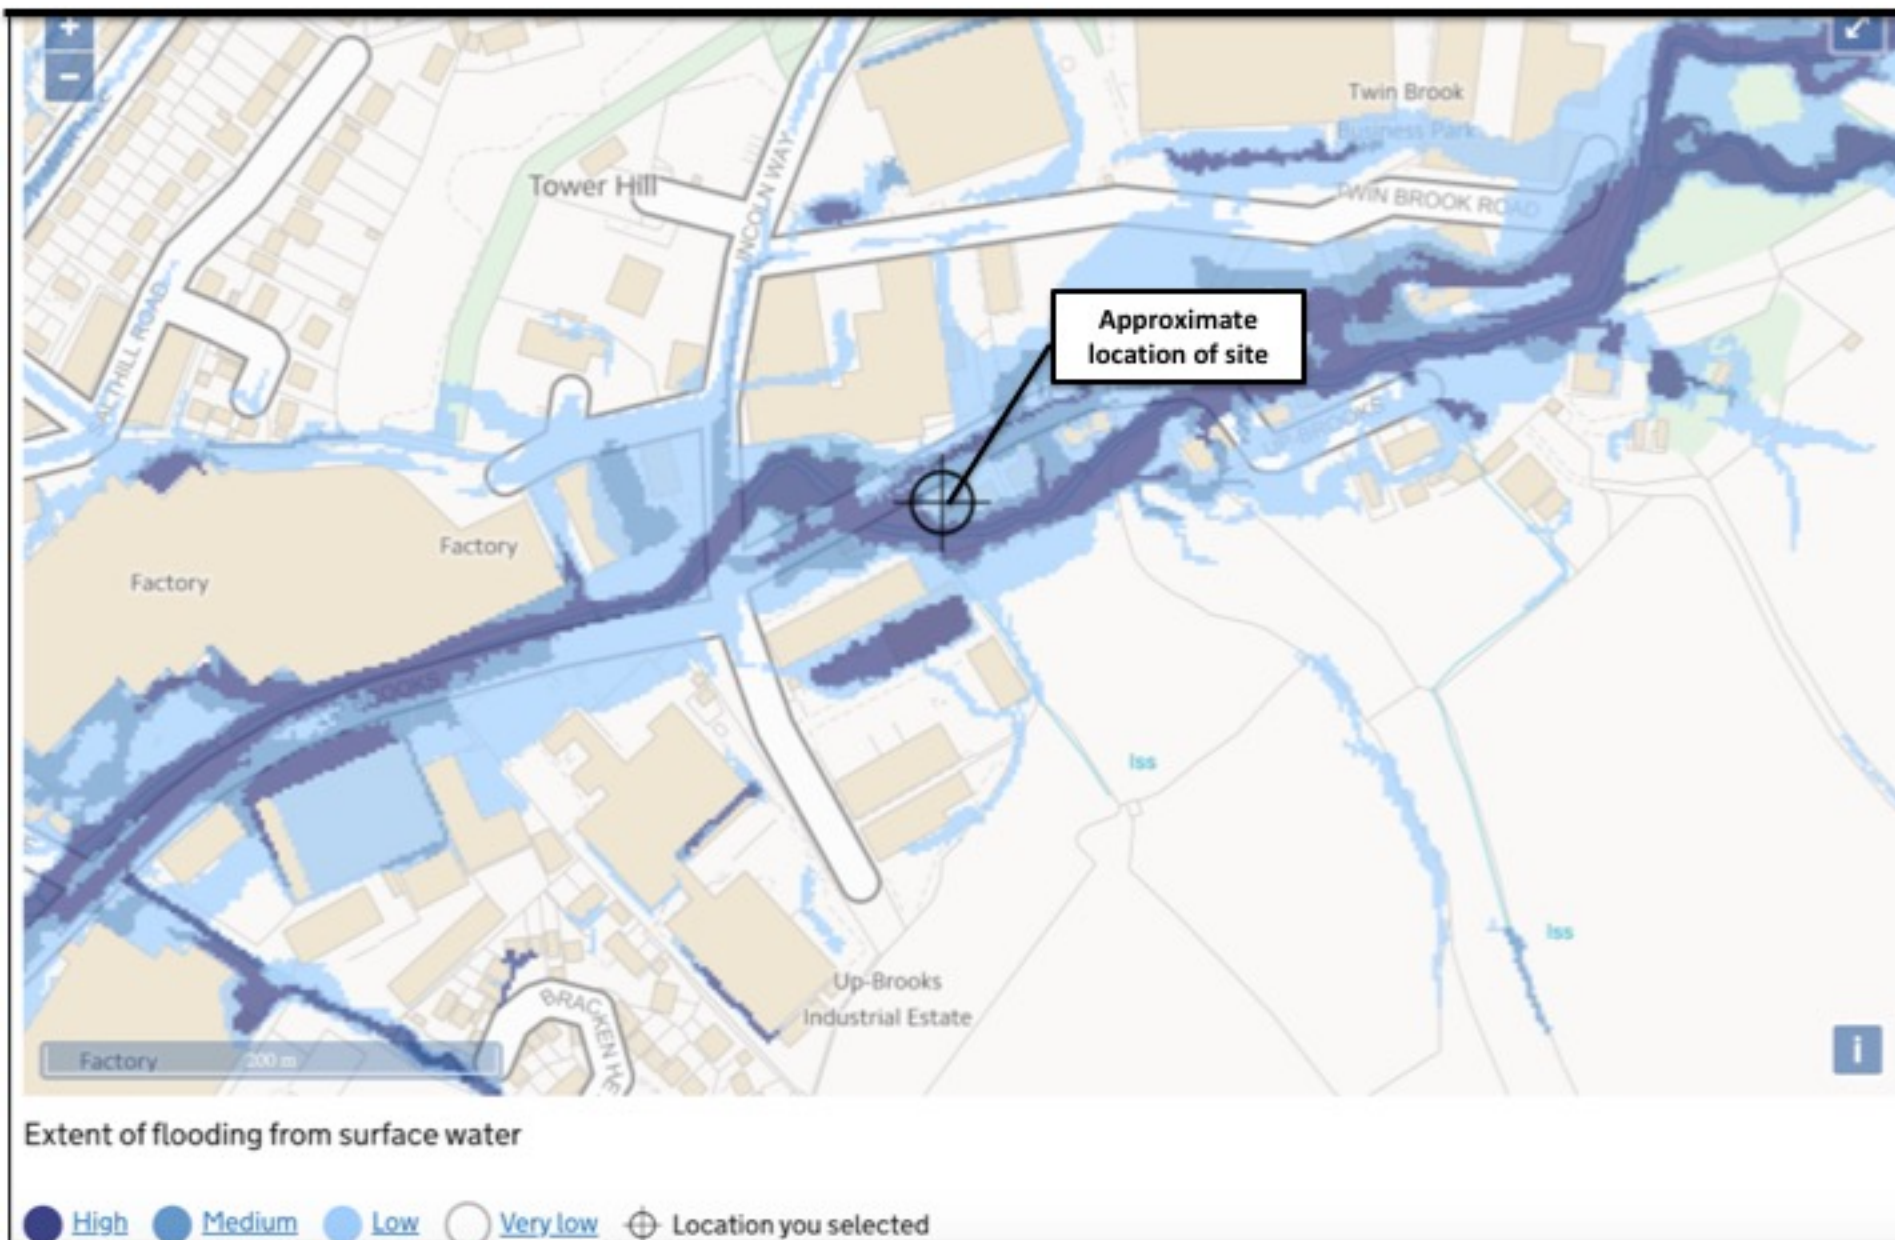 +
−
Twin Brook
Business Park
Tower Hill
LINCOLN WAY
TWIN BROOK ROAD
SALTHILL ROAD
Approximate
location of site
UP-BROOKS
Factory
Factory
Iss
Iss
Up-Brooks
Industrial Estate
BRACKEN HE
Factory
200 m
i
Extent of flooding from surface water
High
Medium
Low
Very low
Location you selected